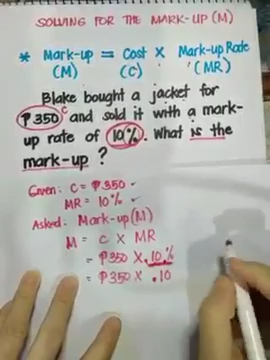 SOLVING FOR THE MARK-UP (M)
* Mark-up = Cost × Mark-up Rate
(M) (C) (MR)
Blake bought a jacket for
₱350 C and sold it with a mark-
up rate of 10%. What is the
mark-up?
Given: C = ₱350
MR = 10%
Asked: Mark-up (M)
M = C × MR
= ₱350 × .10%
= ₱350 × .10